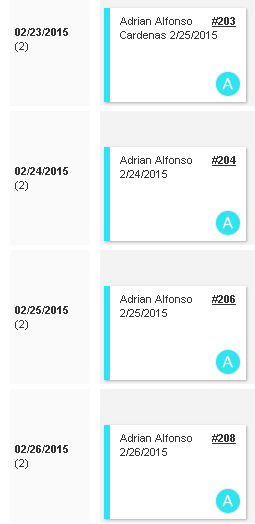 02/23/2015
(2)
Adrian Alfonso #203
Cardenas 2/25/2015
A
02/24/2015
(2)
Adrian Alfonso #204
2/24/2015
A
02/25/2015
(2)
Adrian Alfonso #206
2/25/2015
A
02/26/2015
(2)
Adrian Alfonso #208
2/26/2015
A